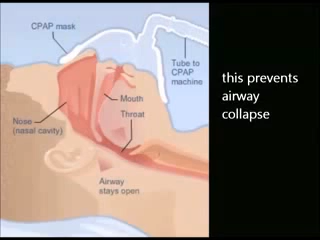 CPAP mask
Tube to
CPAP
machine
Mouth
Throat
Nose
(nasal cavity)
Airway
stays open
this prevents
airway
collapse